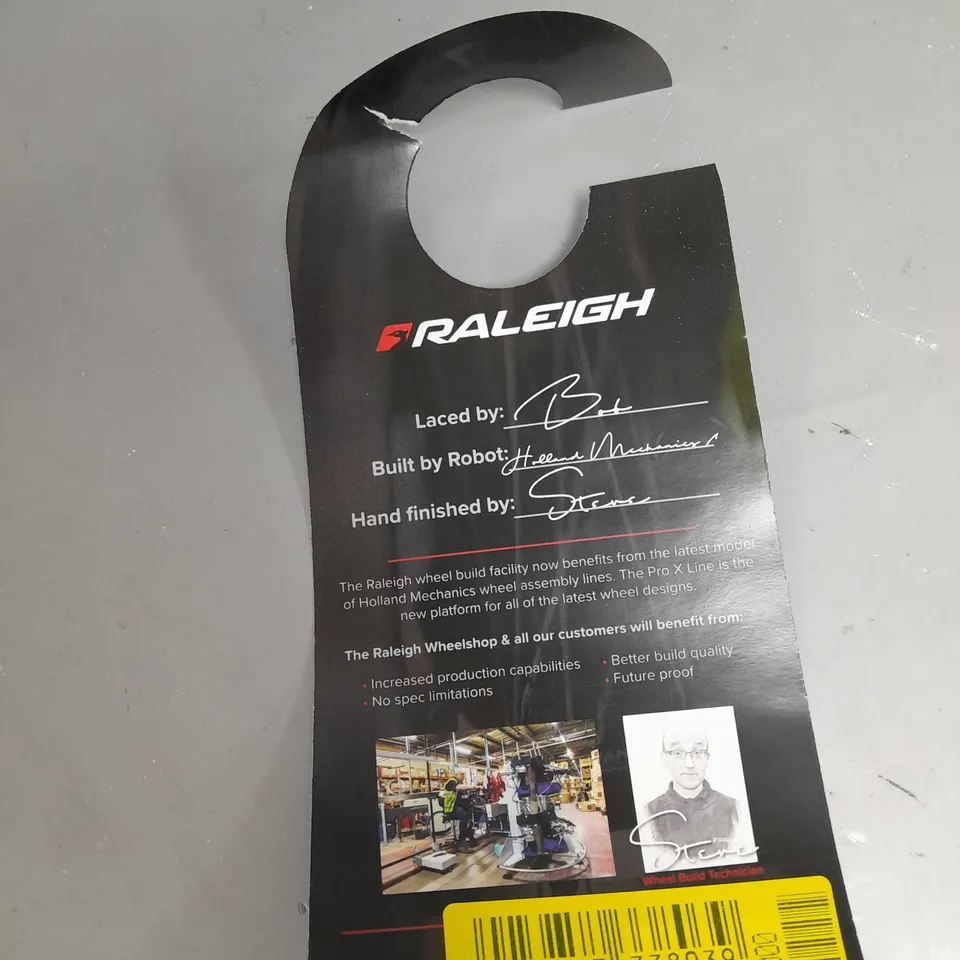 RALEIGH
Laced by: Bob
Built by Robot: Holland Mechanics
Hand finished by: Steve
The Raleigh wheel build facility now benefits from the latest model
of Holland Mechanics wheel assembly lines. The Pro X Line is the
new platform for all of the latest wheel designs.
The Raleigh Wheelshop & all our customers will benefit from:
• Increased production capabilities
• No spec limitations
• Better build quality
• Future proof
Steve
Wheel Build Technician